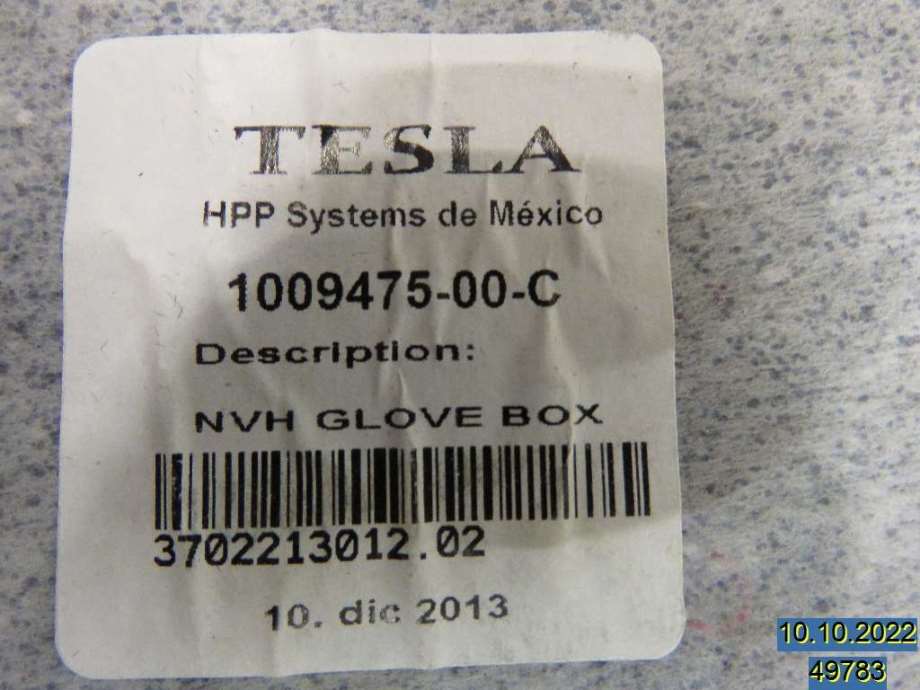 TESLA
HPP Systems de México
1009475-00-C
Description:
NVH GLOVE BOX
3702213012.02
10. dic 2013
10.10.2022
49783